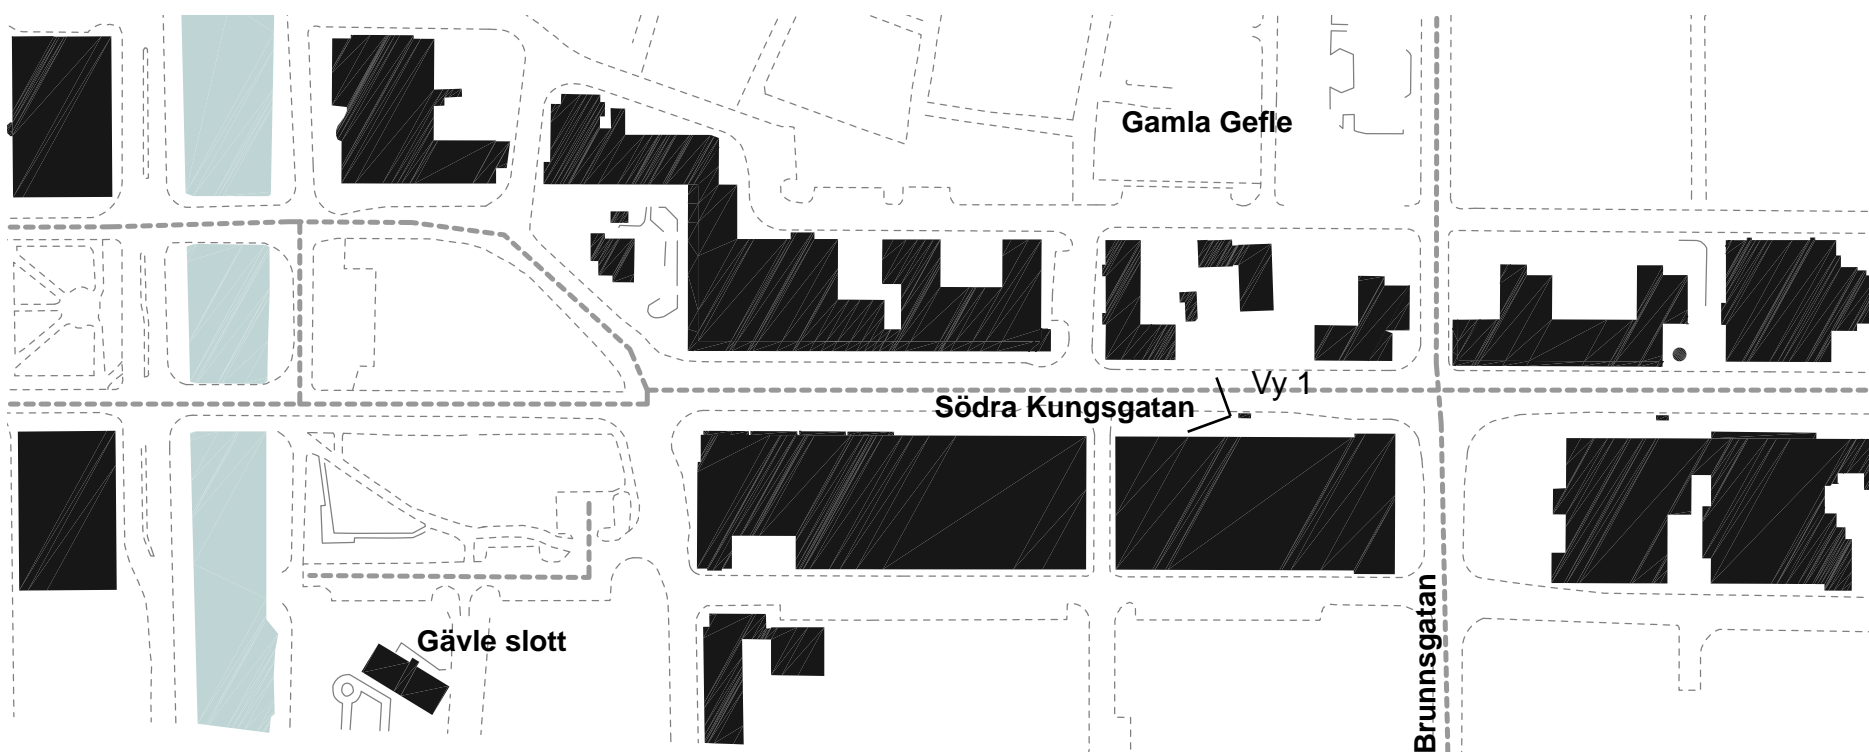 Gamla Gefle
Vy 1
Södra Kungsgatan
Gävle slott
Brunnsgatan